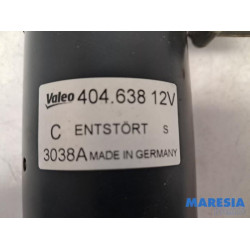 Valeo 404.638 12V
C ENTSTÖRT S
3038A MADE IN GERMANY
MARESIA